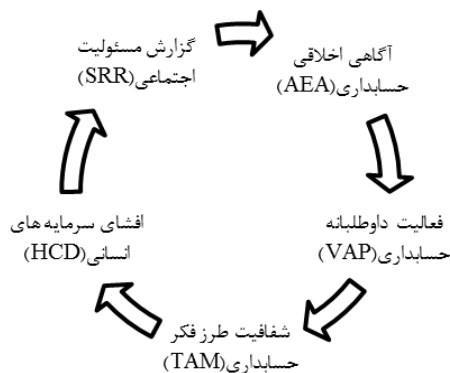 گزارش مسئولیت
اجتماعی(SRR)
آگاهی اخلاقی
حسابداری(AEA)
فعالیت داوطلبانه
حسابداری(VAP)
شفافیت طرز فکر
حسابداری(TAM)
افشای سرمایه های
انسانی(HCD)